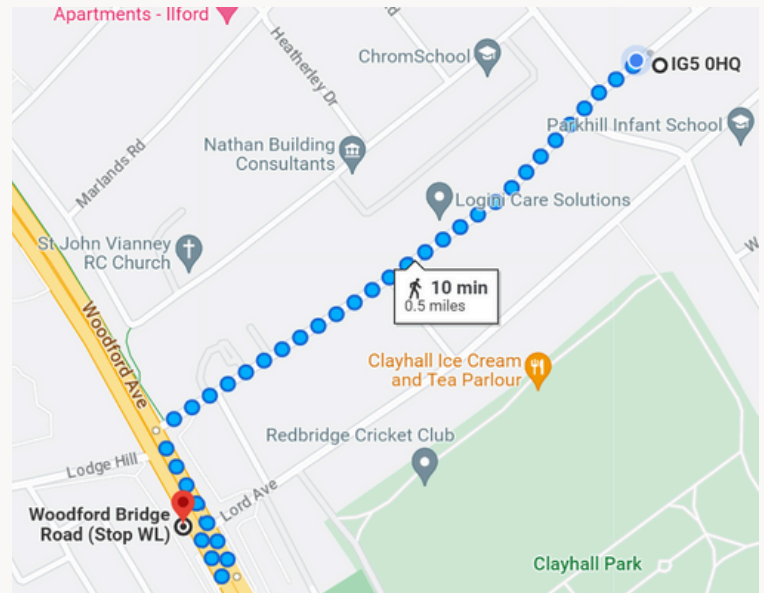 Apartments - Ilford
Heatherley Dr
ChromSchool
IG5 0HQ
Parkhill Infant School
Nathan Building
Consultants
Marlands Rd
Logini Care Solutions
St John Vianney
RC Church
10 min
0.5 miles
Woodford Ave
Clayhall Ice Cream
and Tea Parlour
Redbridge Cricket Club
Lodge Hill
Lord Ave
Woodford Bridge
Road (Stop WL)
Clayhall Park